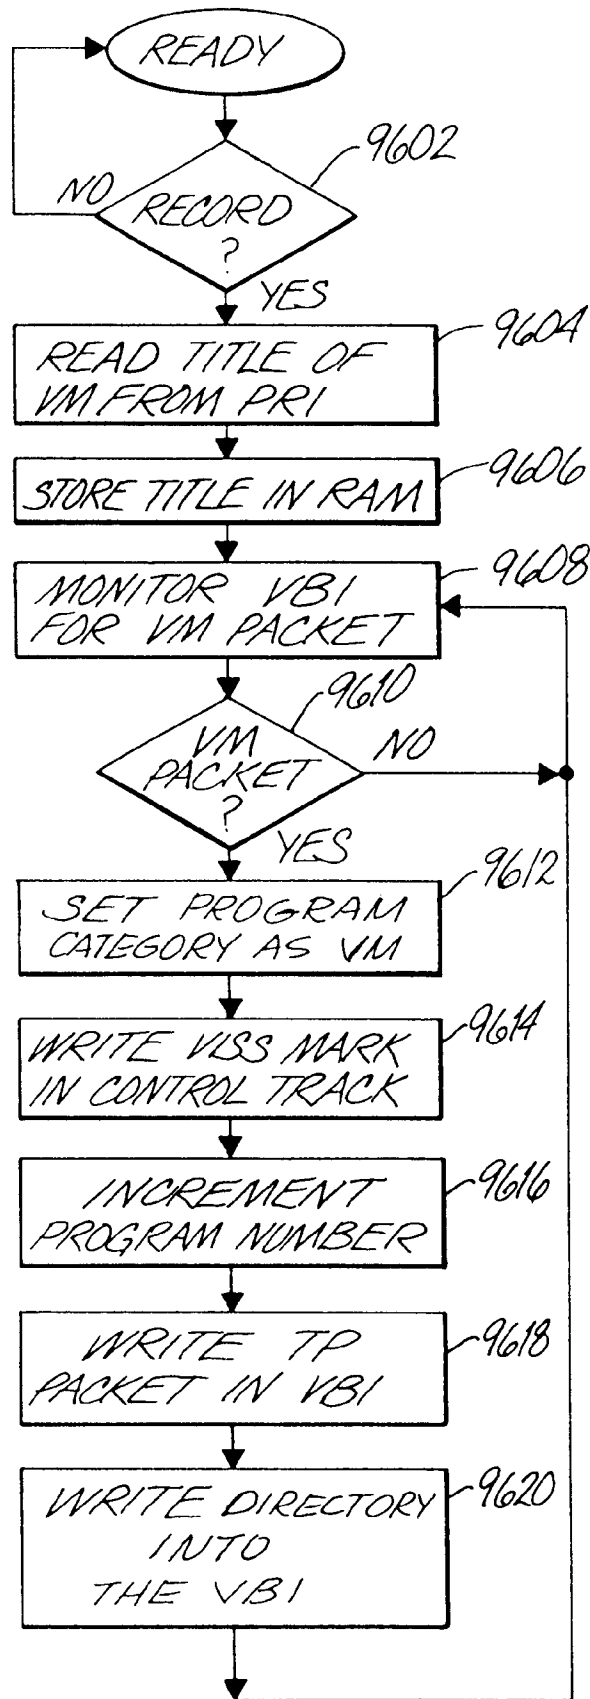 READY
9602
NO
RECORD
?
YES
9604
READ TITLE OF
VM FROM PRI
9606
STORE TITLE IN RAM
9608
MONITOR VBI
FOR VM PACKET
9610
VM
PACKET
?
NO
YES
9612
SET PROGRAM
CATEGORY AS VM
9614
WRITE VISS MARK
IN CONTROL TRACK
9616
INCREMENT
PROGRAM NUMBER
9618
WRITE TP
PACKET IN VBI
9620
WRITE DIRECTORY
INTO
THE VBI